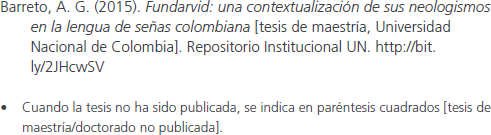 Barreto, A. G. (2015). Fundarvid: una contextualización de sus neologismos
en la lengua de señas colombiana [tesis de maestría, Universidad
Nacional de Colombia]. Repositorio Institucional UN. http://bit.
ly/2JHcwSV
• Cuando la tesis no ha sido publicada, se indica en paréntesis cuadrados [tesis de
maestría/doctorado no publicada].